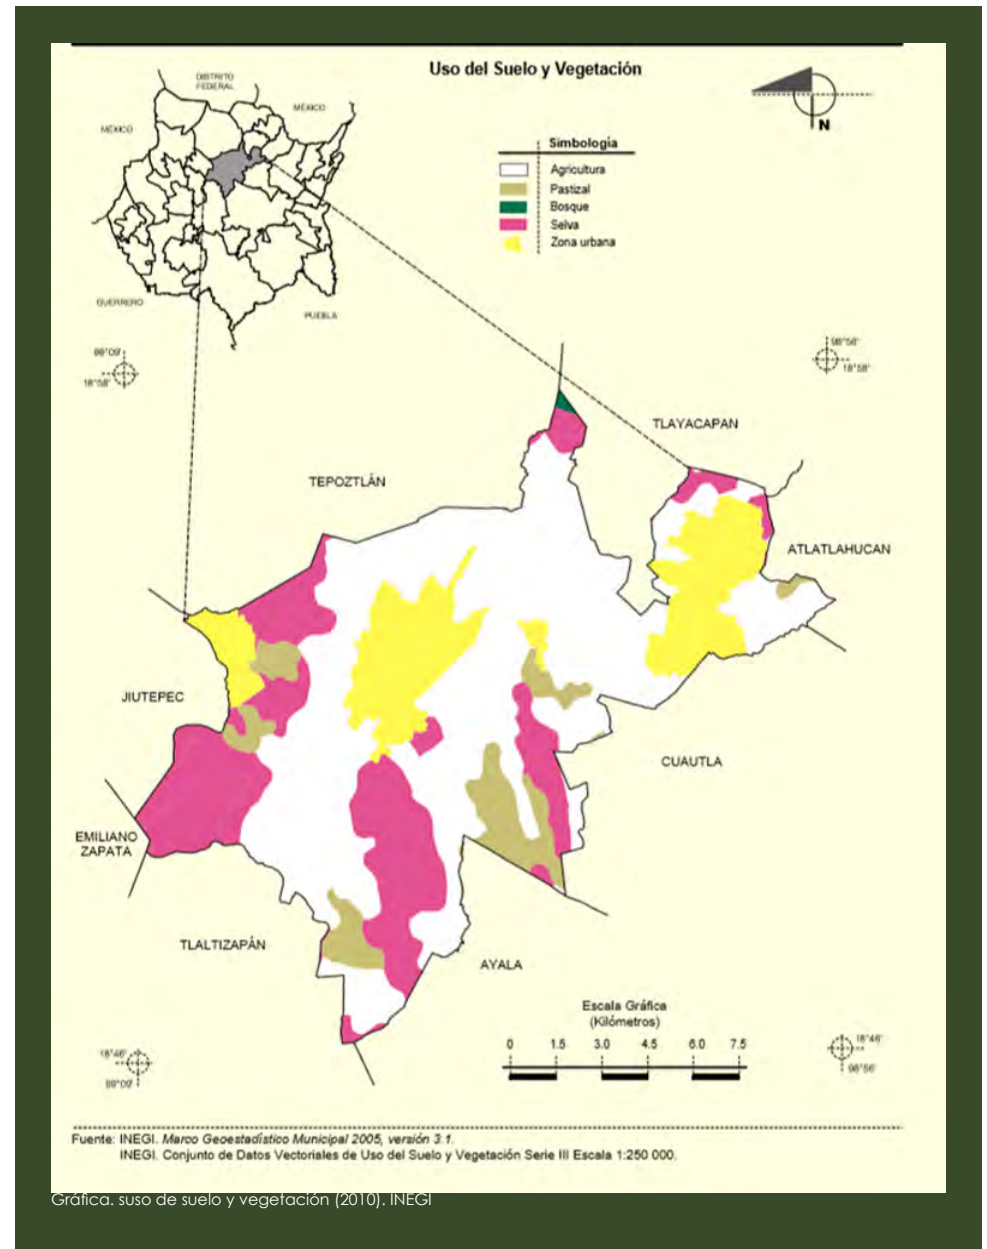 Uso del Suelo y Vegetación
DISTRITO
FEDERAL
MÉXICO
MÉXICO
GUERRERO
PUEBLA
N
Simbología
Agricultura
Pastizal
Bosque
Selva
Zona urbana
99°09'
18°58'
98°56'
18°58'
TLAYACAPAN
TEPOZTLÁN
ATLATLAHUCAN
JIUTEPEC
CUAUTLA
EMILIANO
ZAPATA
TLALTIZAPÁN
AYALA
Escala Gráfica
(Kilómetros)
0 1.5 3.0 4.5 6.0 7.5
18°46'
99°09'
18°46'
98°56'
Fuente: INEGI. Marco Geoestadístico Municipal 2005, versión 3.1.
INEGI. Conjunto de Datos Vectoriales de Uso del Suelo y Vegetación Serie III Escala 1:250 000.
Gráfica. suso de suelo y vegetación (2010). INEGI